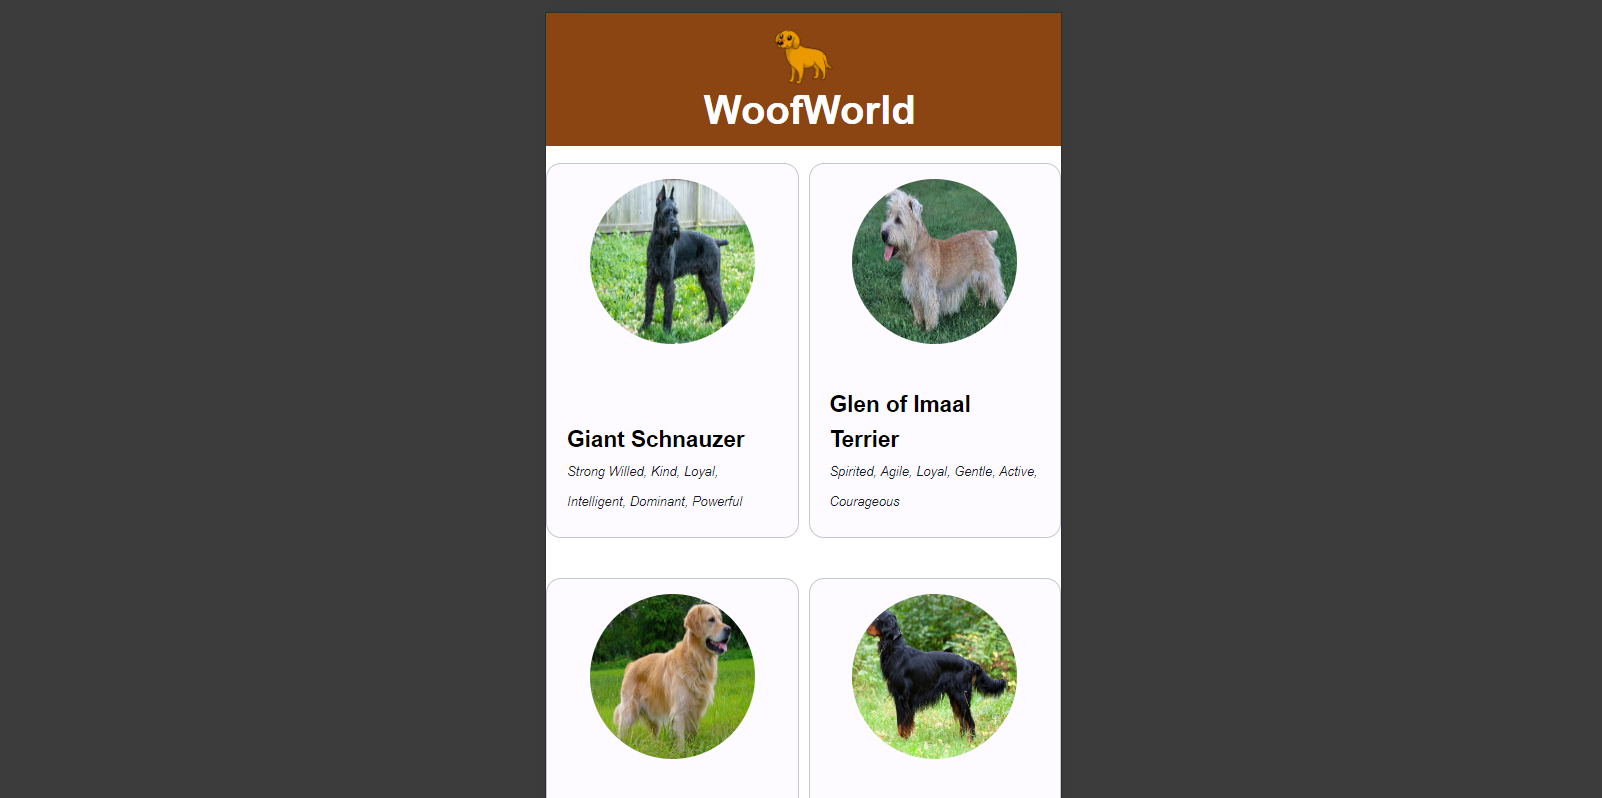 WoofWorld
Giant Schnauzer
Strong Willed, Kind, Loyal,
Intelligent, Dominant, Powerful
Glen of Imaal
Terrier
Spirited, Agile, Loyal, Gentle, Active,
Courageous